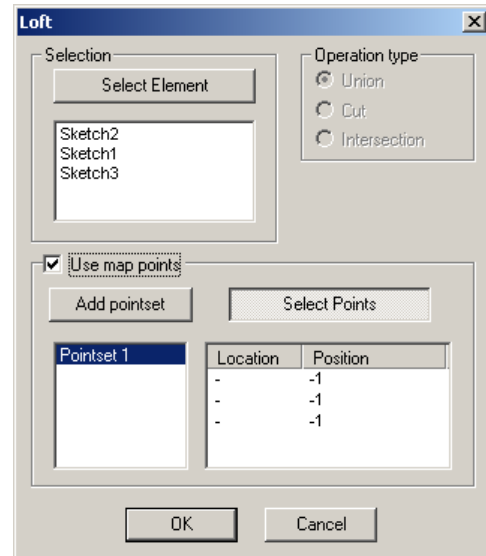 Loft
Selection
Select Element
Sketch2
Sketch1
Sketch3
Operation type
Union
Cut
Intersection
Use map points
Add pointset
Select Points
Pointset 1
Location Position
- -1
- -1
- -1
OK
Cancel